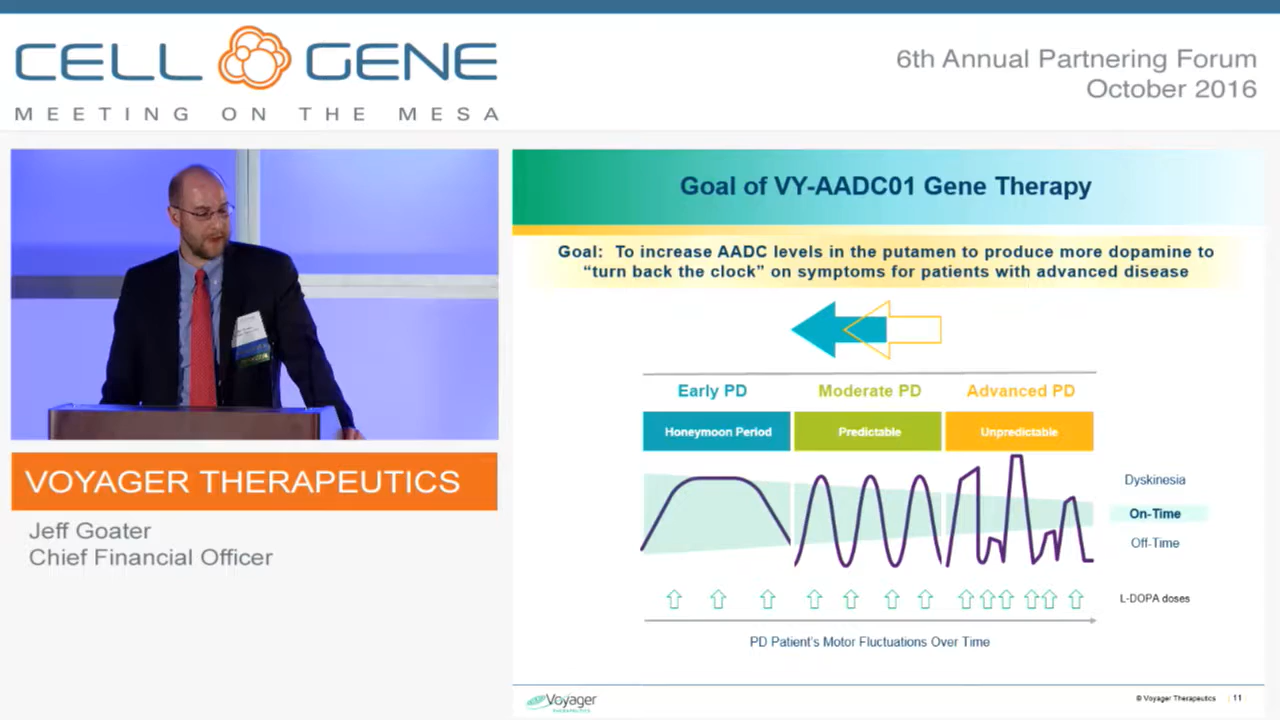 CELL GENE
MEETING ON THE MESA
6th Annual Partnering Forum
October 2016
VOYAGER THERAPEUTICS
Jeff Goater
Chief Financial Officer
Goal of VY-AADC01 Gene Therapy
Goal: To increase AADC levels in the putamen to produce more dopamine to
“turn back the clock” on symptoms for patients with advanced disease
Early PD Moderate PD Advanced PD
Honeymoon Period Predictable Unpredictable
Dyskinesia
On-Time
Off-Time
L-DOPA doses
PD Patient's Motor Fluctuations Over Time
Voyager
THERAPEUTICS
© Voyager Therapeutics 11